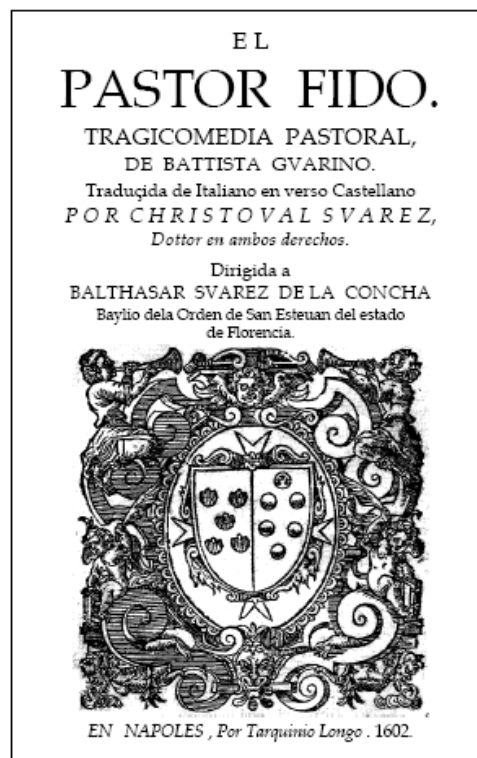 EL
PASTOR FIDO.
TRAGICOMEDIA PASTORAL,
DE BATTISTA GVARINO.
Traduçida de Italiano en verso Castellano
POR CHRISTOVAL SVAREZ,
Dottor en ambos derechos.
Dirigida a
BALTHASAR SVAREZ DE LA CONCHA
Baylio dela Orden de San Esteuan del estado
de Florencia.
EN NAPOLES , Por Tarquinio Longo . 1602.